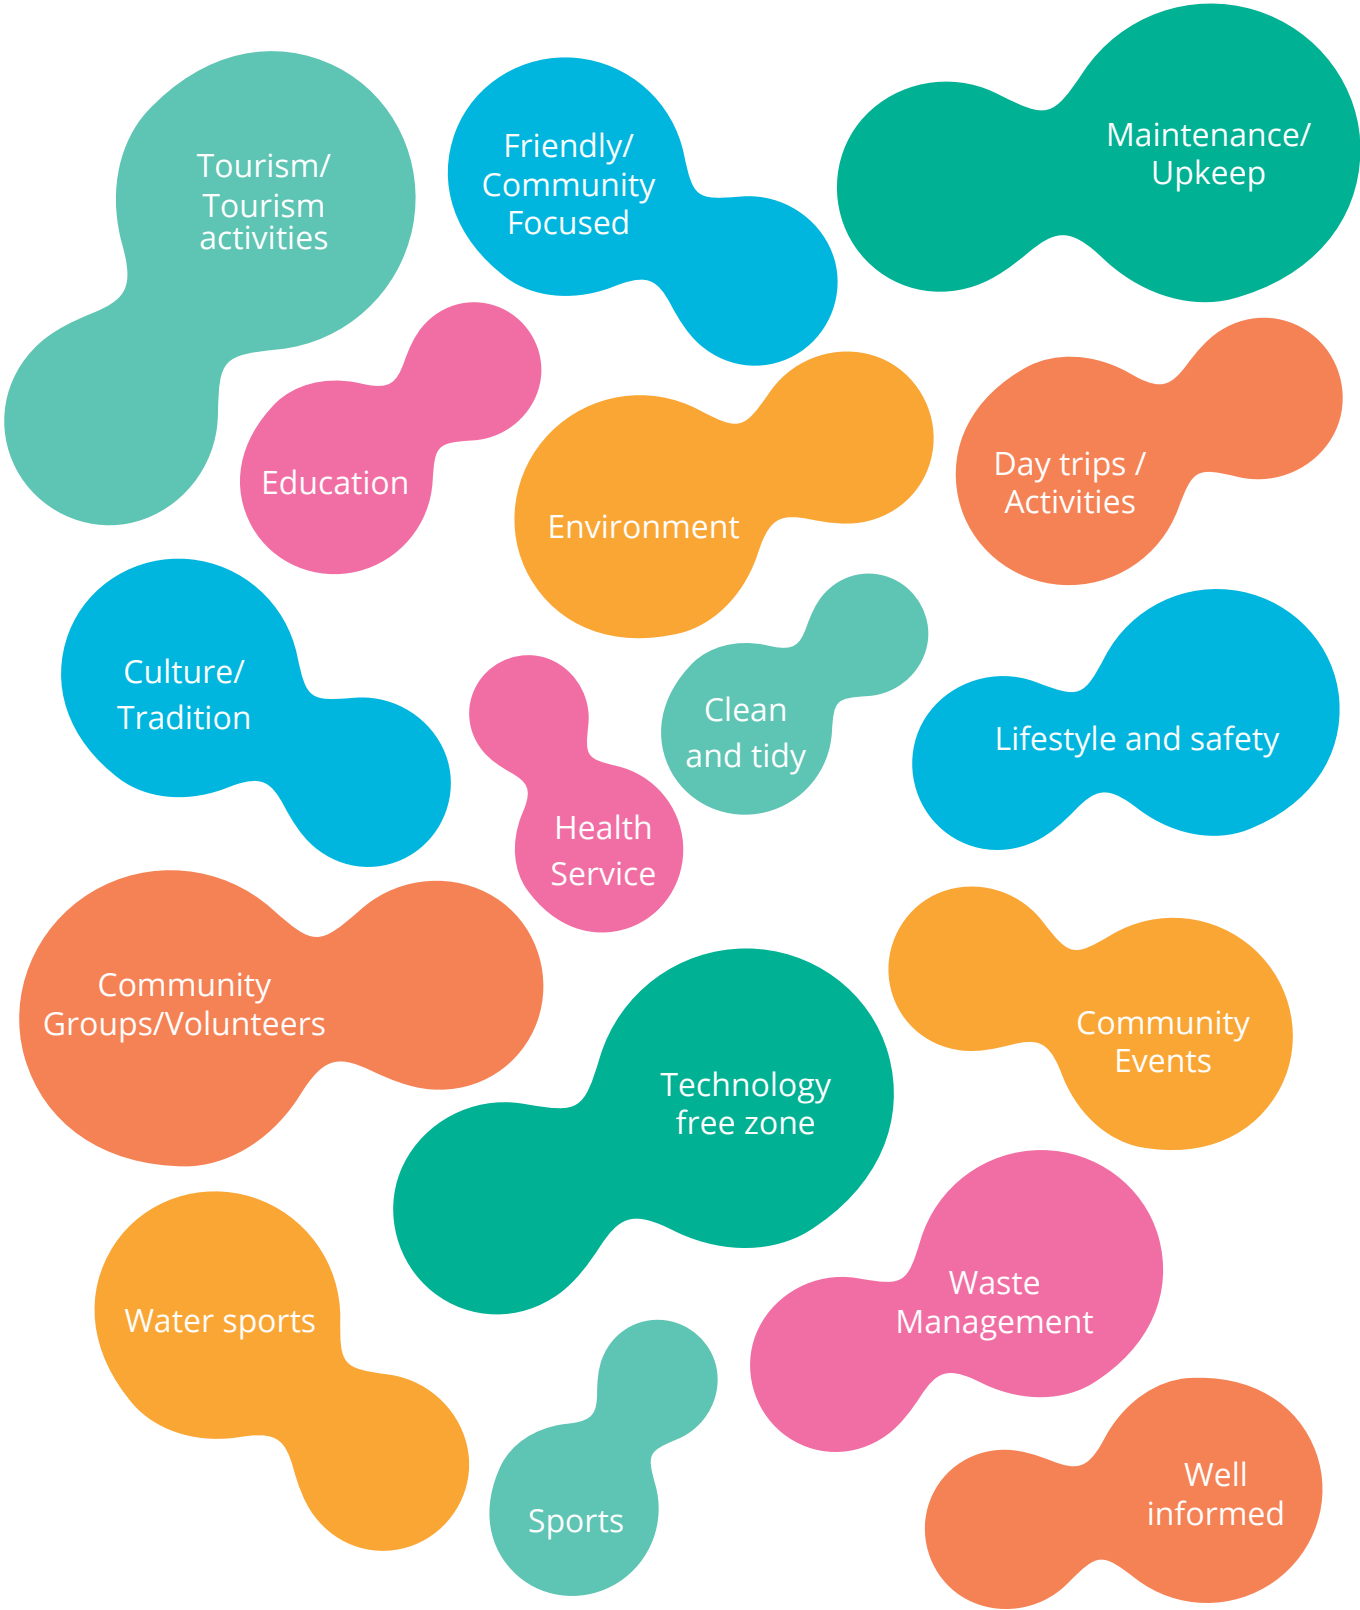 Tourism/
Tourism
activities
Friendly/
Community
Focused
Maintenance/
Upkeep
Education
Environment
Day trips /
Activities
Culture/
Tradition
Health
Service
Clean
and tidy
Lifestyle and safety
Community
Groups/Volunteers
Technology
free zone
Community
Events
Water sports
Sports
Waste
Management
Well
informed